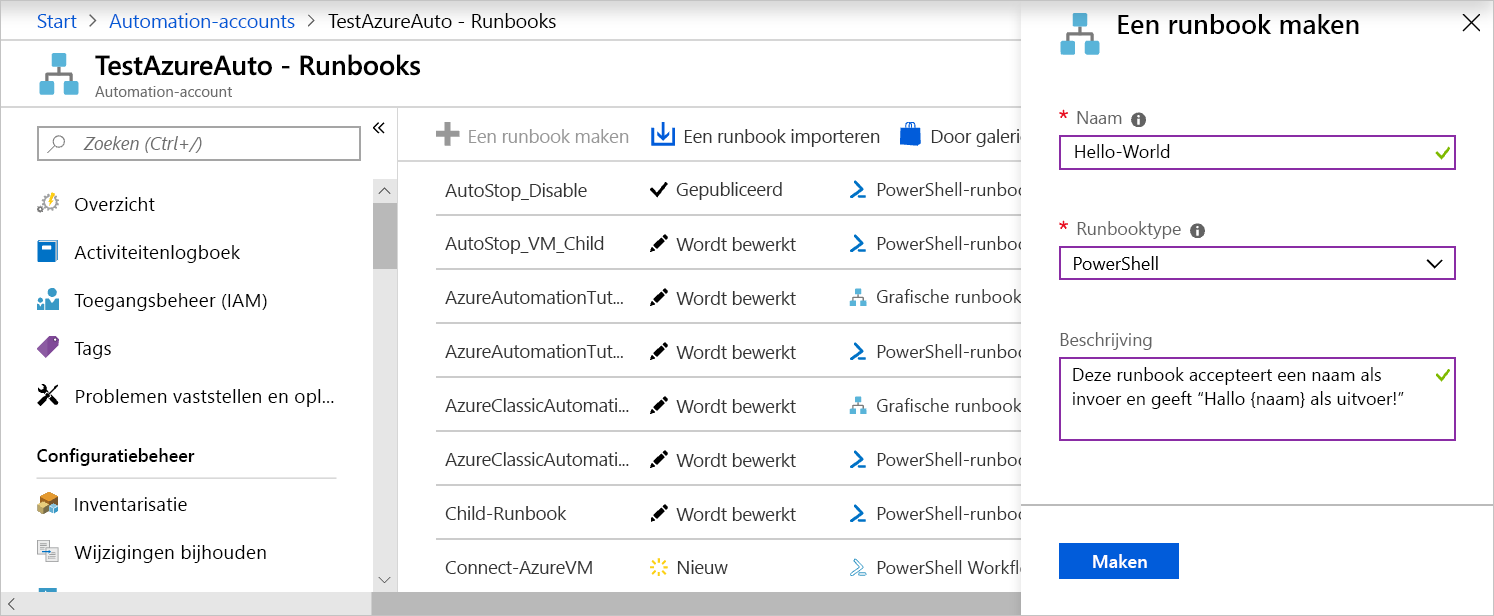 Start > Automation-accounts > TestAzureAuto - Runbooks
TestAzureAuto - Runbooks
Automation-account
Zoeken (Ctrl+/)
«
Overzicht
Activiteitenlogboek
Toegangsbeheer (IAM)
Tags
Problemen vaststellen en opl...
Configuratiebeheer
Inventarisatie
Wijzigingen bijhouden
Een runbook maken Een runbook importeren Door galerie
AutoStop_Disable Gepubliceerd PowerShell-runboo
AutoStop_VM_Child Wordt bewerkt PowerShell-runboo
AzureAutomationTut... Wordt bewerkt Grafische runbook
AzureAutomationTut... Wordt bewerkt PowerShell-runboo
AzureClassicAutomati... Wordt bewerkt Grafische runbook
AzureClassicAutomati... Wordt bewerkt PowerShell-runboo
Child-Runbook Wordt bewerkt PowerShell-runboo
Connect-AzureVM Nieuw PowerShell Workfl
Een runbook maken
* Naam
Hello-World
* Runbooktype
PowerShell
Beschrijving
Deze runbook accepteert een naam als
invoer en geeft “Hallo {naam} als uitvoer!”
Maken